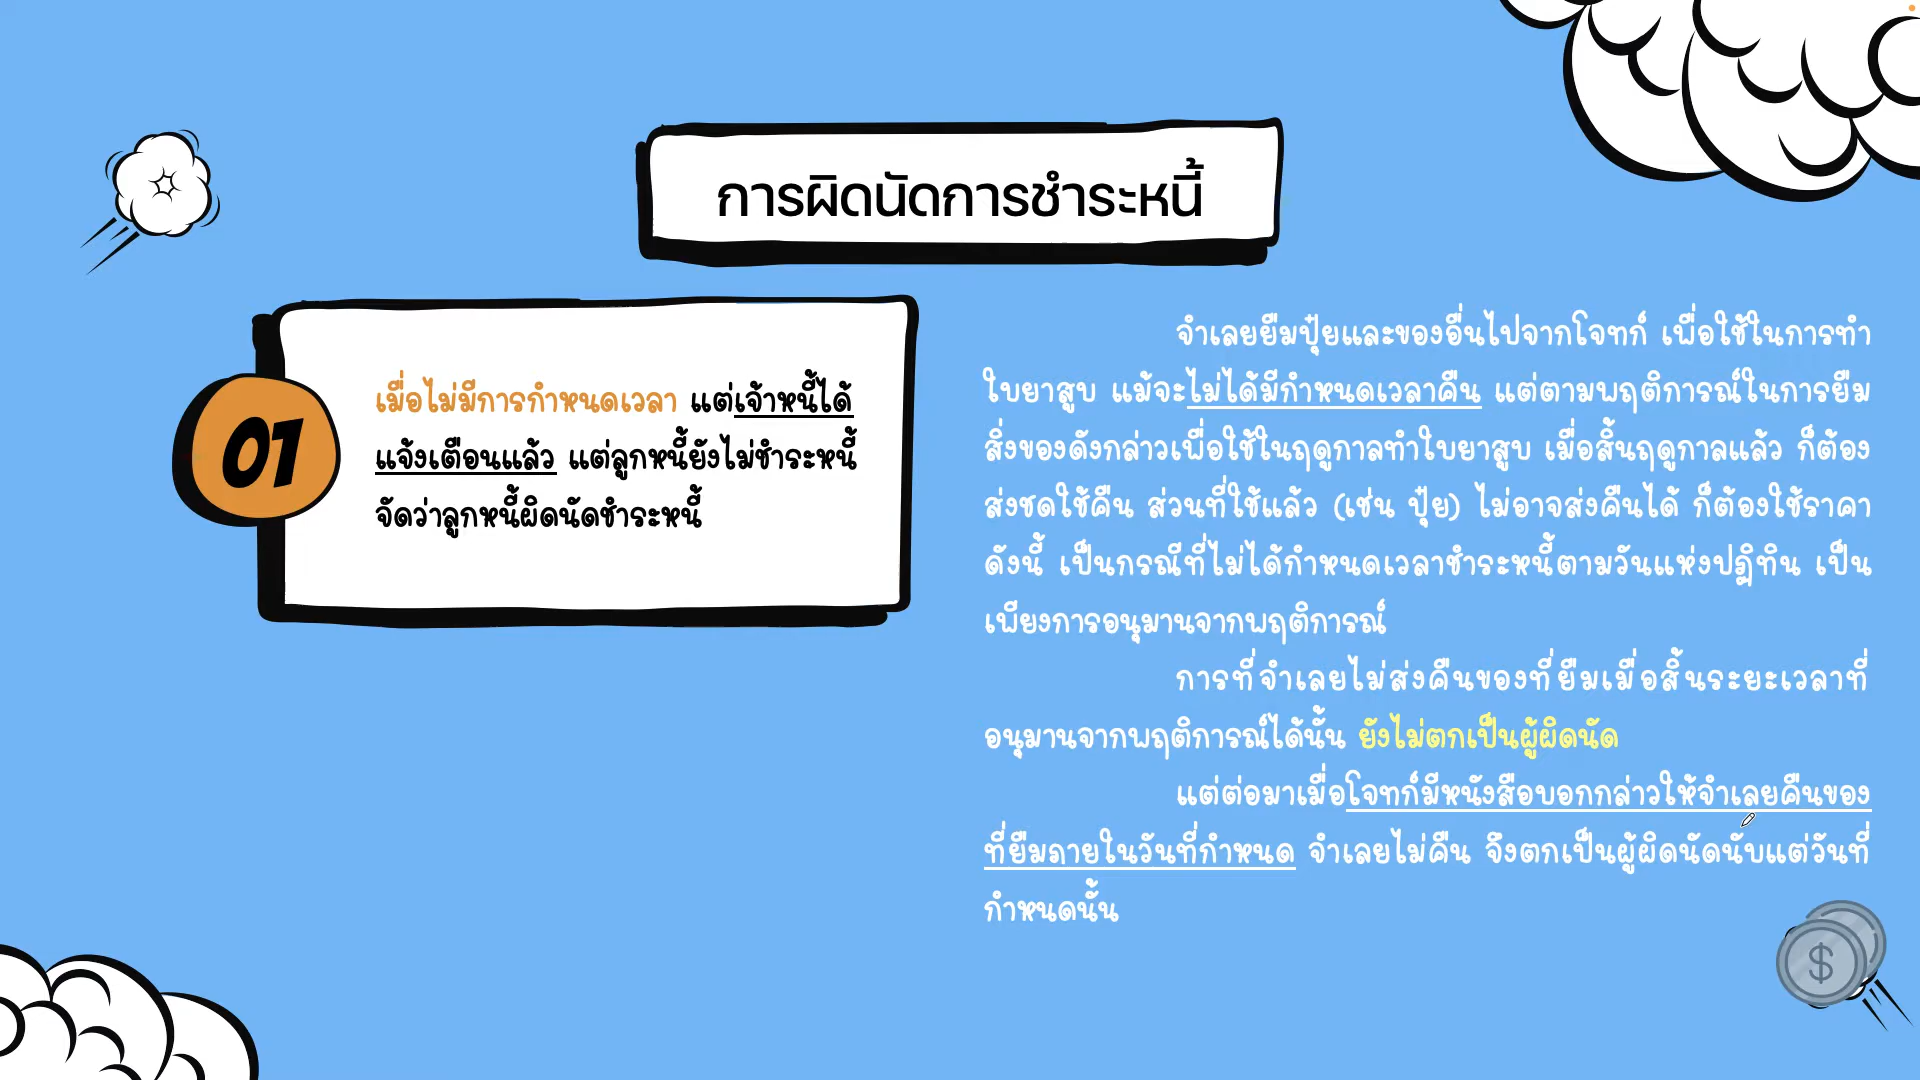 การผิดนัดการชำระหนี้
01
เมื่อไม่มีการกำหนดเวลา แต่เจ้าหนี้ได้
แจ้งเตือนแล้ว แต่ลูกหนี้ยังไม่ชำระหนี้
จัดว่าลูกหนี้ผิดนัดชำระหนี้
จำเลยยืมปุ๋ยและของอื่นไปจากโจทก์ เพื่อใช้ในการทำ
ใบยาสูบ แม้จะไม่ได้มีกำหนดเวลาคืน แต่ตามพฤติการณ์ในการยืม
สิ่งของดังกล่าวเพื่อใช้ในฤดูกาลทำใบยาสูบ เมื่อสิ้นฤดูกาลแล้ว ก็ต้อง
ส่งชดใช้คืน ส่วนที่ใช้แล้ว (เช่น ปุ๋ย) ไม่อาจส่งคืนได้ ก็ต้องใช้ราคา
ดังนี้ เป็นกรณีที่ไม่ได้กำหนดเวลาชำระหนี้ตามวันแห่งปฏิทิน เป็น
เพียงการอนุมานจากพฤติการณ์
การที่จำเลยไม่ส่งคืนของที่ยืมเมื่อสิ้นระยะเวลาที่
อนุมานจากพฤติการณ์ได้นั้น ยังไม่ตกเป็นผู้ผิดนัด
แต่ต่อมาเมื่อโจทก์มีหนังสือบอกกล่าวให้จำเลยคืนของ
ที่ยืมภายในวันที่กำหนด จำเลยไม่คืน จึงตกเป็นผู้ผิดนัดนับแต่วันที่
กำหนดนั้น
$